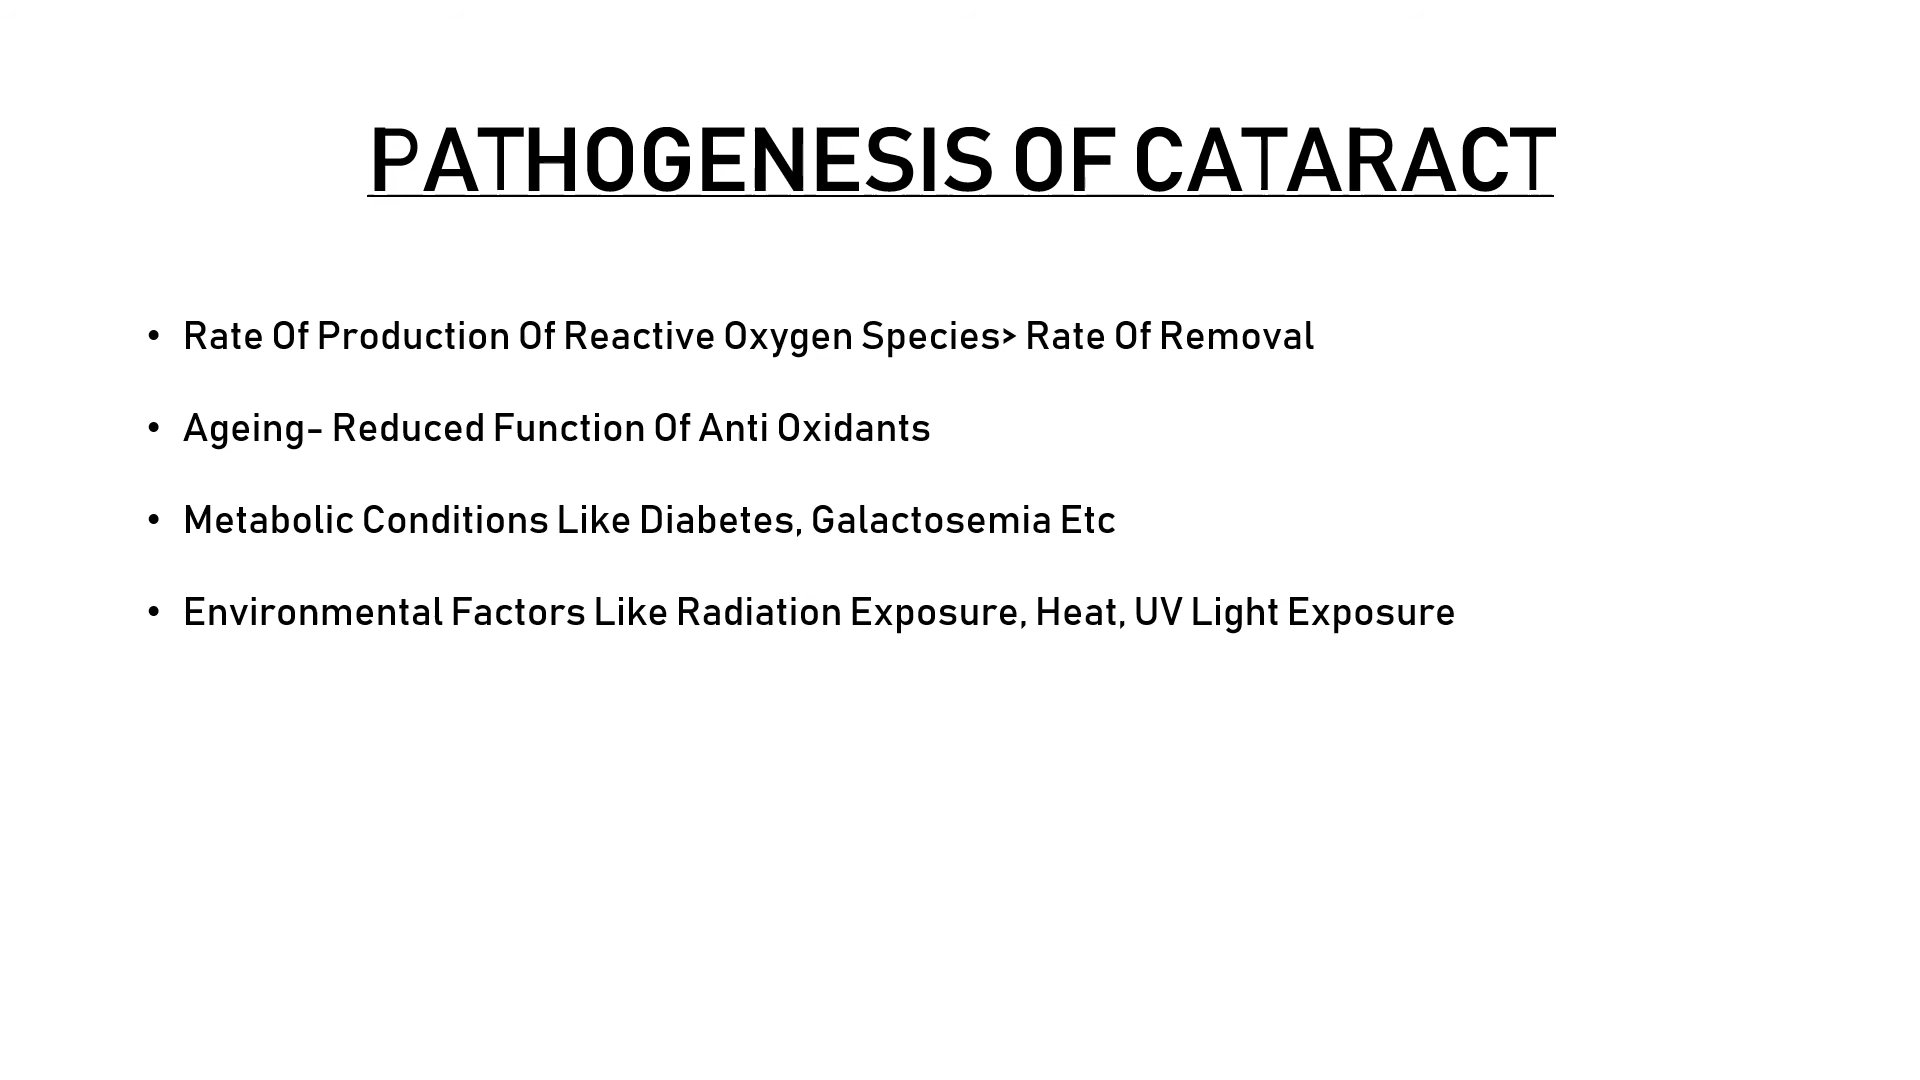 PATHOGENESIS OF CATARACT
• Rate Of Production Of Reactive Oxygen Species> Rate Of Removal
• Ageing- Reduced Function Of Anti Oxidants
• Metabolic Conditions Like Diabetes, Galactosemia Etc
• Environmental Factors Like Radiation Exposure, Heat, UV Light Exposure